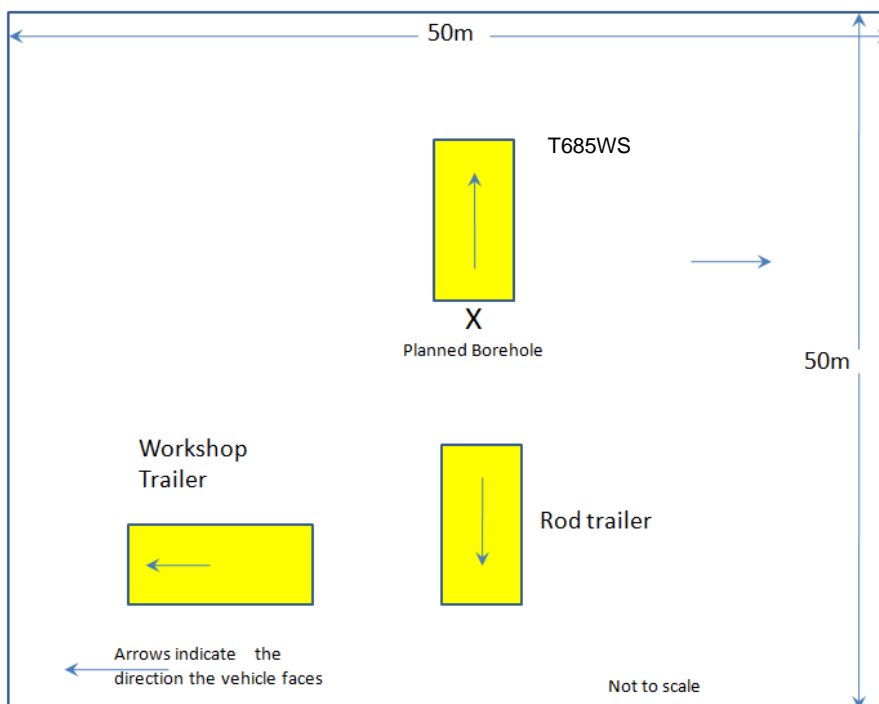 50m
T685WS
X
Planned Borehole
50m
Workshop
Trailer
Rod trailer
Arrows indicate the
direction the vehicle faces
Not to scale